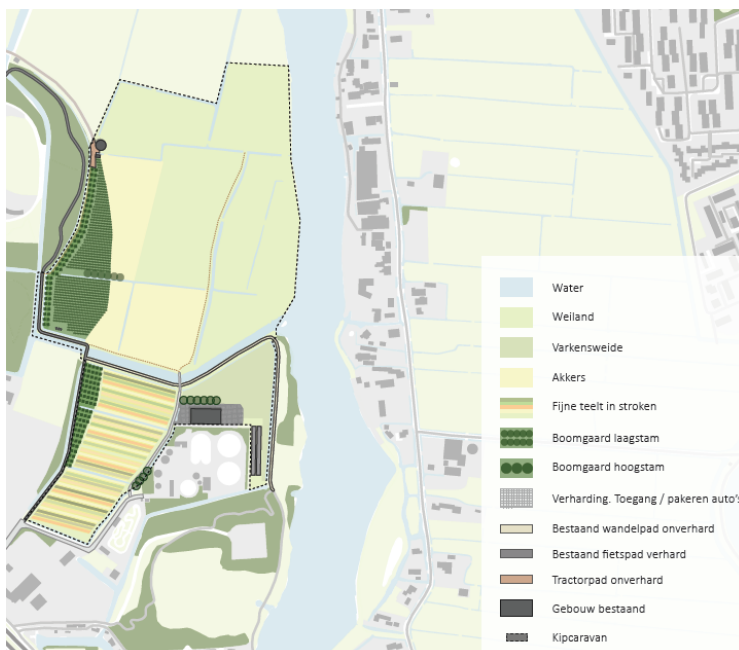 Water
Weiland
Varkensweide
Akkers
Fijne teelt in stroken
Boomgaard laagstam
Boomgaard hoogstam
Verharding. Toegang / pakeren auto's
Bestaand wandelpad onverhard
Bestaand fietspad verhard
Tractorpad onverhard
Gebouw bestaand
Kipcaravan